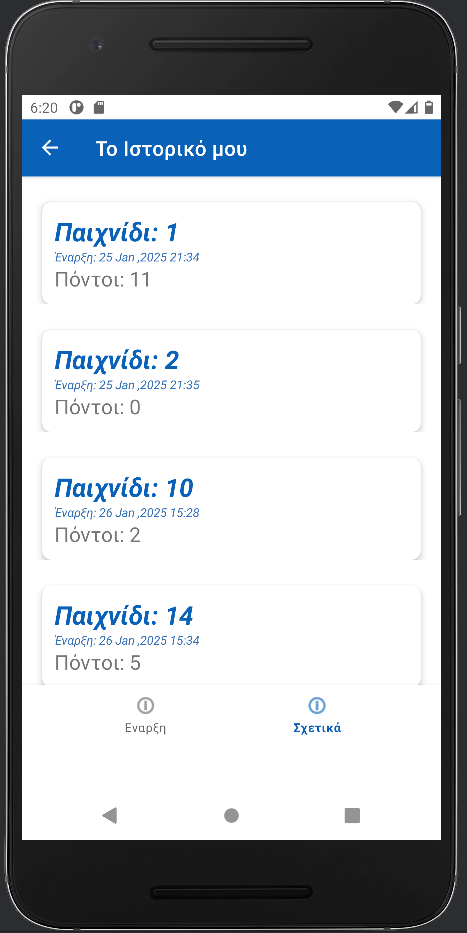 6:20
Το Ιστορικό μου
Παιχνίδι: 1
Έναρξη: 25 Jan ,2025 21:34
Πόντοι: 11
Παιχνίδι: 2
Έναρξη: 25 Jan ,2025 21:35
Πόντοι: 0
Παιχνίδι: 10
Έναρξη: 26 Jan ,2025 15:28
Πόντοι: 2
Παιχνίδι: 14
Έναρξη: 26 Jan ,2025 15:34
Πόντοι: 5
Εναρξη Σχετικά